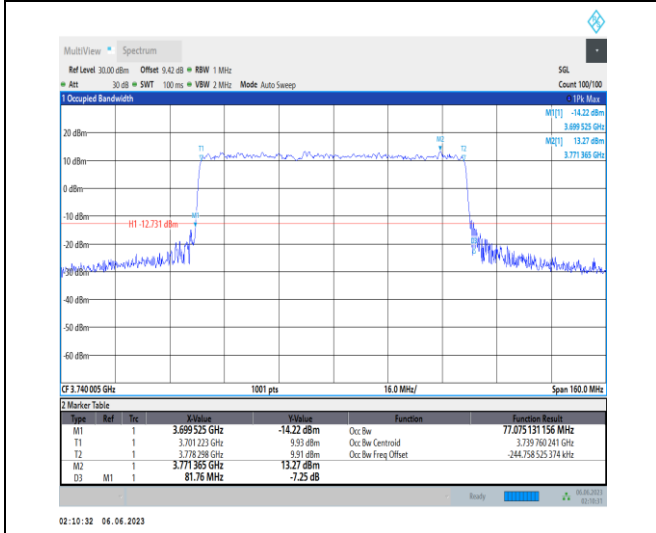 MultiView Spectrum
Ref Level 30.00 dBm Offset 9.42 dB RBW 1 MHz SGL
Att 30 dB SWT 100 ms VBW 2 MHz Mode Auto Sweep Count 100/100
1 Occupied Bandwidth 1Pk Max
M1[1] -14.22 dBm
3.699 525 GHz
M2[1] 13.27 dBm
3.771 365 GHz
20 dBm
M2
T1 T2
10 dBm
0 dBm
-10 dBm
M1
H1 -12.731 dBm
-20 dBm
D3
-30 dBm
-40 dBm
-50 dBm
-60 dBm
CF 3.740 005 GHz 1001 pts 16.0 MHz/ Span 160.0 MHz
2 Marker Table
Type Ref Trc X-Value Y-Value Function Function Result
M1 1 3.699 525 GHz -14.22 dBm Occ Bw 77.075 131 156 MHz
T1 1 3.701 223 GHz 9.93 dBm Occ Bw Centroid 3.739 760 241 GHz
T2 1 3.778 298 GHz 9.91 dBm Occ Bw Freq Offset -244.758 525 374 kHz
M2 1 3.771 365 GHz 13.27 dBm
D3 M1 1 81.76 MHz -7.25 dB
Ready 06.06.2023
02:10:31
02:10:32 06.06.2023